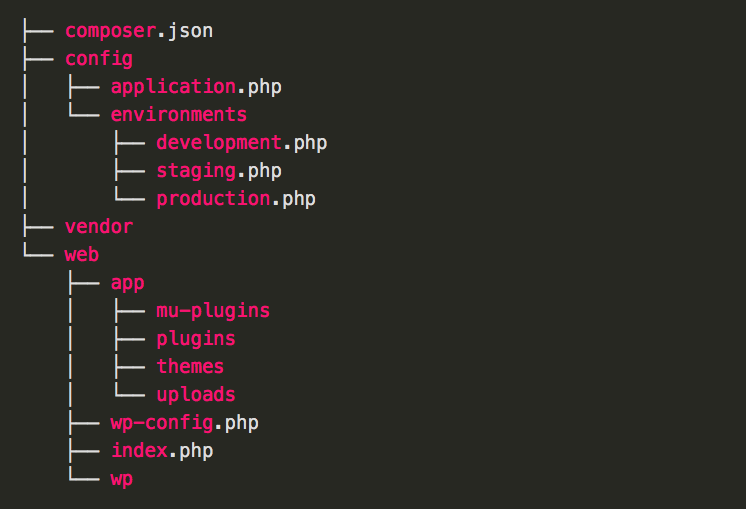 ├── composer.json
├── config
│   ├── application.php
│   └── environments
│       ├── development.php
│       ├── staging.php
│       └── production.php
├── vendor
└── web
    ├── app
    │   ├── mu-plugins
    │   ├── plugins
    │   ├── themes
    │   └── uploads
    ├── wp-config.php
    ├── index.php
    └── wp